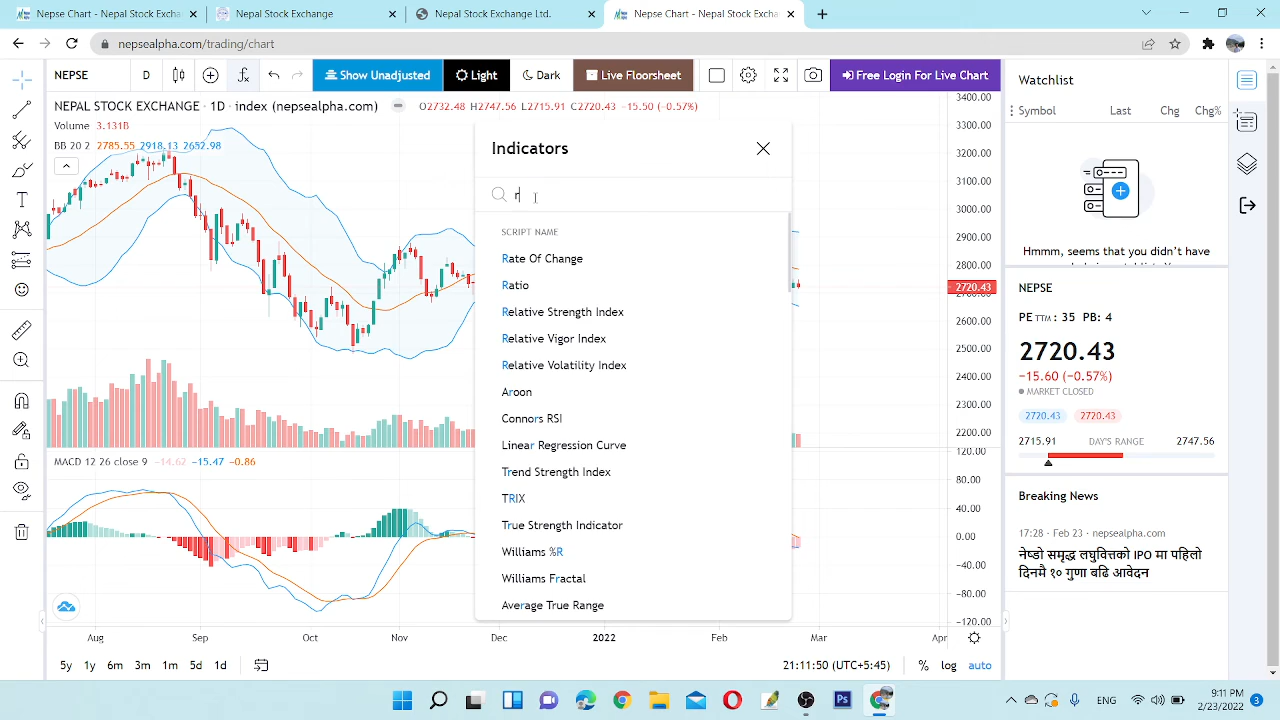 Nepal Stock Exchange
Nepal Stock Exchange
Nepal Stock Exchange Ltd.
Nepse Chart - Nepal Stock Excha
nepsealpha.com/trading/chart
NEPSE
D
Show Unadjusted
Light
Dark
Live Floorsheet
Free Login For Live Chart
NEPAL STOCK EXCHANGE · 1D · index (nepsealpha.com)
O2732.48 H2747.56 L2715.91 C2720.43 −15.50 (−0.57%)
Volume 3.131B
BB 20 2 2785.55 2918.13 2652.98
Indicators
r
SCRIPT NAME
Rate Of Change
Ratio
Relative Strength Index
Relative Vigor Index
Relative Volatility Index
Aroon
Connors RSI
Linear Regression Curve
Trend Strength Index
TRIX
True Strength Indicator
Williams %R
Williams Fractal
Average True Range
3400.00
3300.00
3200.00
3100.00
3000.00
2900.00
2800.00
2720.43
2600.00
2500.00
2400.00
2300.00
2200.00
MACD 12 26 close 9 −14.62 −15.47 −0.86
120.00
80.00
40.00
0.00
−40.00
−80.00
−120.00
Aug Sep Oct Nov Dec 2022 Feb Mar Apr
5y 1y 6m 3m 1m 5d 1d
21:11:50 (UTC+5:45) % log auto
Watchlist
Symbol Last Chg Chg%
Hmmm, seems that you didn’t have
NEPSE
PE TTM : 35 PB: 4
2720.43
−15.60 (−0.57%)
MARKET CLOSED
2720.43 2720.43
2715.91 DAY'S RANGE 2747.56
Breaking News
17:28 - Feb 23 - nepsealpha.com
नेष्डो समृद्ध लघुवित्तको IPO मा पहिलो
दिनमै १० गुणा बढि आवेदन
Ps
ENG
9:11 PM
2/23/2022
3